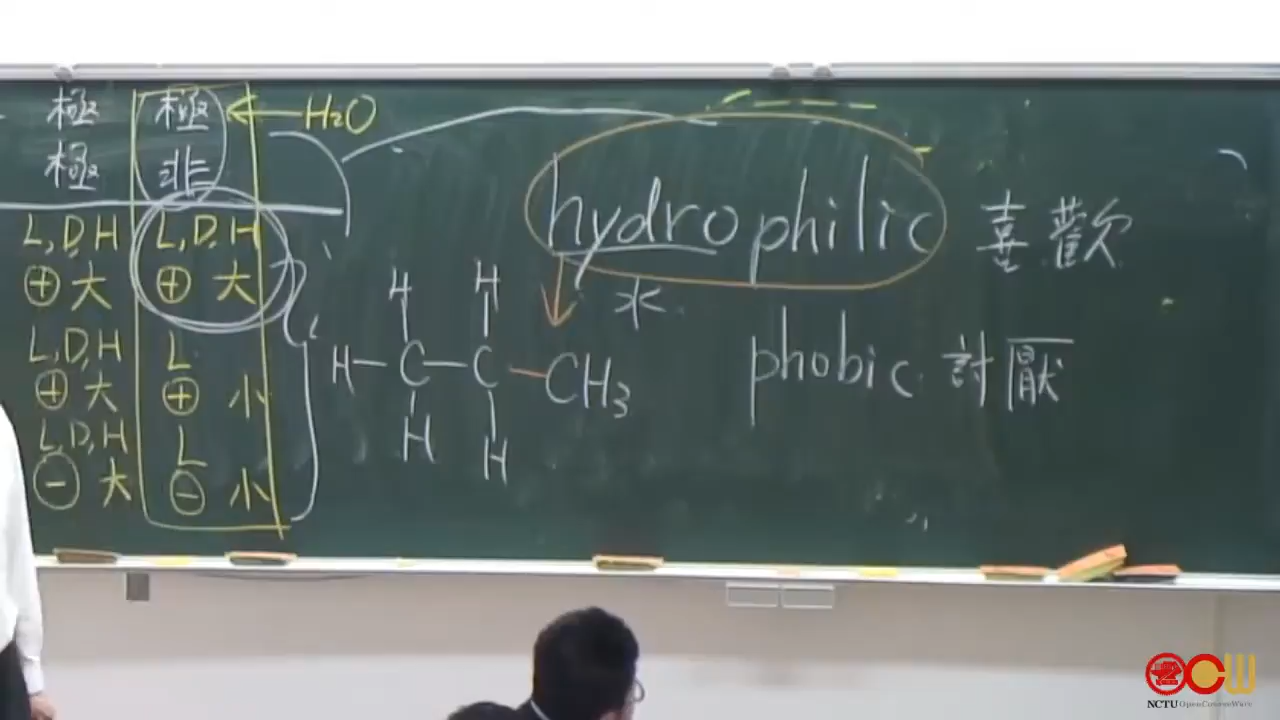 極 極 ← H₂O
極 非
L,D,H L,D,H
⊕ 大 ⊕ 大
L,D,H L
⊕ 大 ⊕ 小
L,D,H L
⊖ 大 ⊖ 小
hydrophilic 喜歡
水
phobic 討厭
H H
H—C—C—CH₃
H H
OCW
NCTU OpenCourseWare